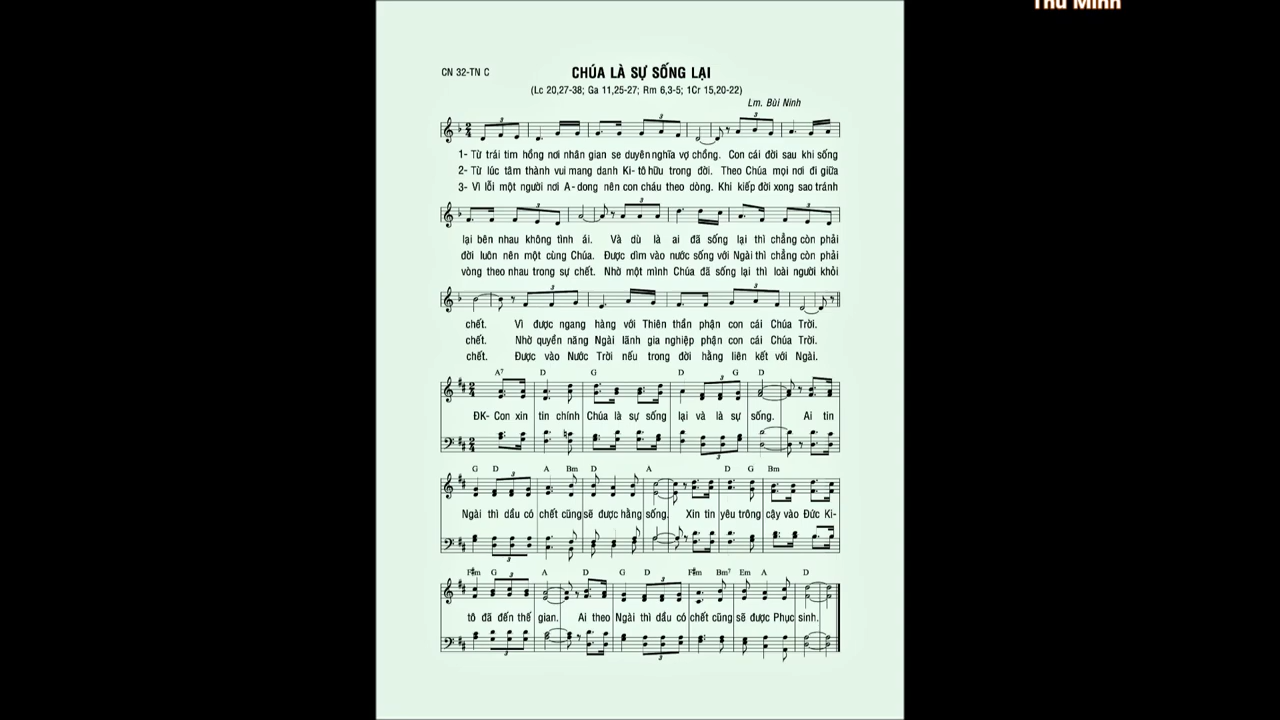 Thu Minh
CN 32-TN C
CHÚA LÀ SỰ SỐNG LẠI
(Lc 20,27-38; Ga 11,25-27; Rm 6,3-5; 1Cr 15,20-22)
Lm. Bùi Ninh
1- Từ trái tim hồng nơi nhân gian se duyên nghĩa vợ chồng. Con cái đời sau khi sống
2- Từ lúc tâm thành vui mang danh Ki- tô hữu trong đời. Theo Chúa mọi nơi đi giữa
3- Vì lỗi một người nơi A- dong nên con cháu theo dòng. Khi kiếp đời xong sao tránh
lại bên nhau không tình ái. Và dù là ai đã sống lại thì chẳng còn phải
đời luôn nên một cùng Chúa. Được dìm vào nước sống với Ngài thì chẳng còn phải
vòng theo nhau trong sự chết. Nhờ một mình Chúa đã sống lại thì loài người khỏi
chết. Vì được ngang hàng với Thiên thần phận con cái Chúa Trời.
chết. Nhờ quyền năng Ngài lãnh gia nghiệp phận con cái Chúa Trời.
chết. Được vào Nước Trời nếu trong đời hằng liên kết với Ngài.
A7 D G D G D
ĐK- Con xin tin chính Chúa là sự sống lại và là sự sống. Ai tin
G D A Bm D A D G Bm
Ngài thì dầu có chết cũng sẽ được hằng sống. Xin tin yêu trông cậy vào Đức Ki-
F#m G A D G D F#m Bm7 Em A D
tô đã đến thế gian. Ai theo Ngài thì dầu có chết cũng sẽ được Phục sinh.